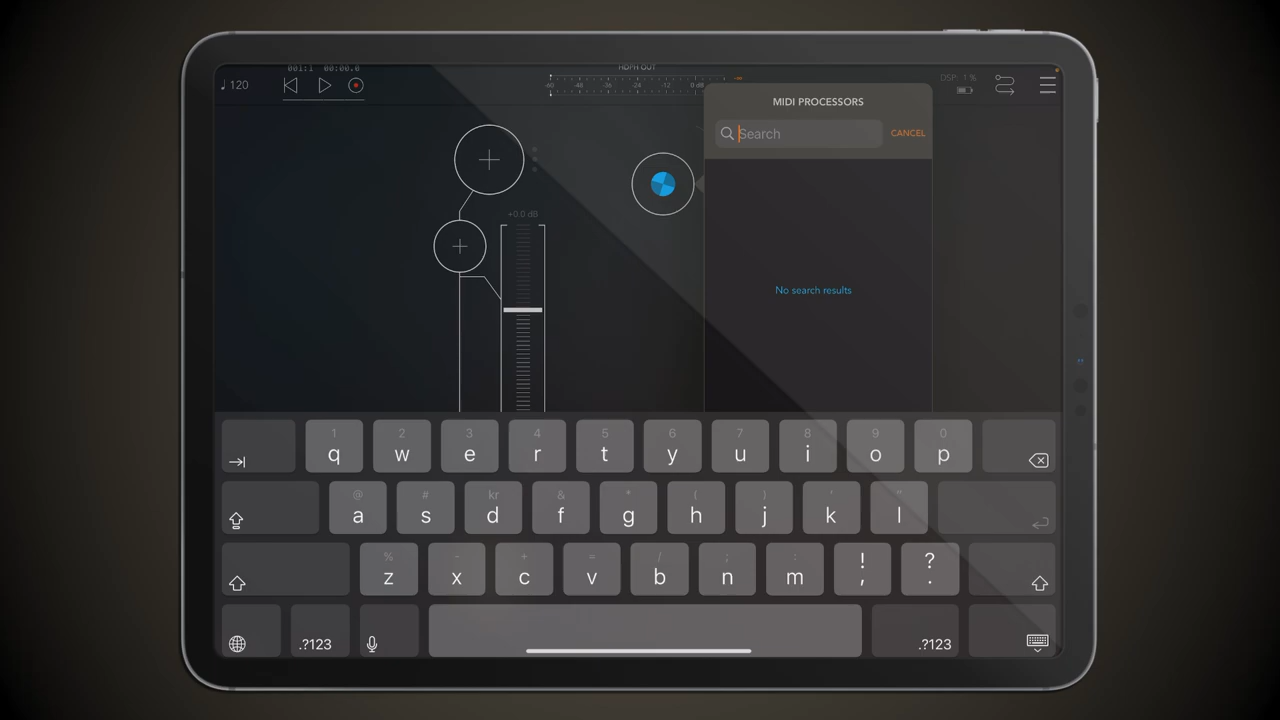 001:1 00:00.0
HDPH OUT
♩ 120
-60 -48 -36 -24 -12 0 dB -∞
DSP: 1 %
MIDI PROCESSORS
Search
CANCEL
+0.0 dB
No search results
1 2 3 4 5 6 7 8 9 0
q w e r t y u i o p
@ # kr & * ( ) ' "
a s d f g h j k l
% - + = / ; : ! ?
z x c v b n m , .
.?123 .?123